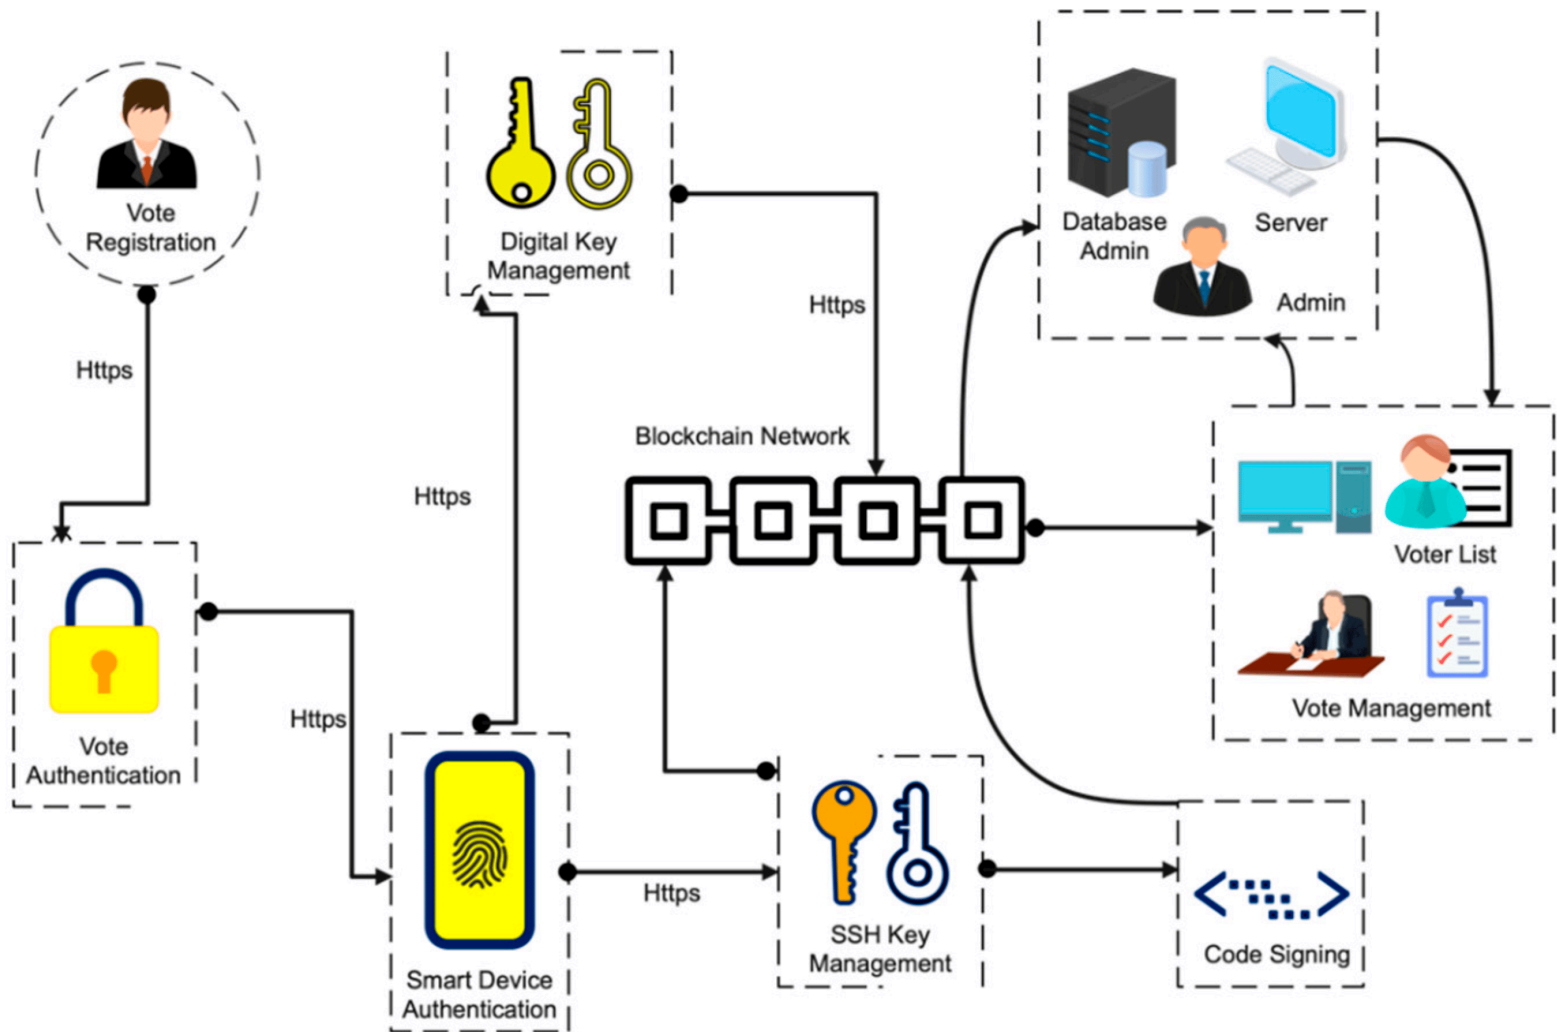 Vote
Registration
Https
Vote
Authentication
Https
Smart Device
Authentication
Https
Digital Key
Management
Https
Blockchain Network
Https
SSH Key
Management
Code Signing
Database
Admin
Server
Admin
Voter List
Vote Management